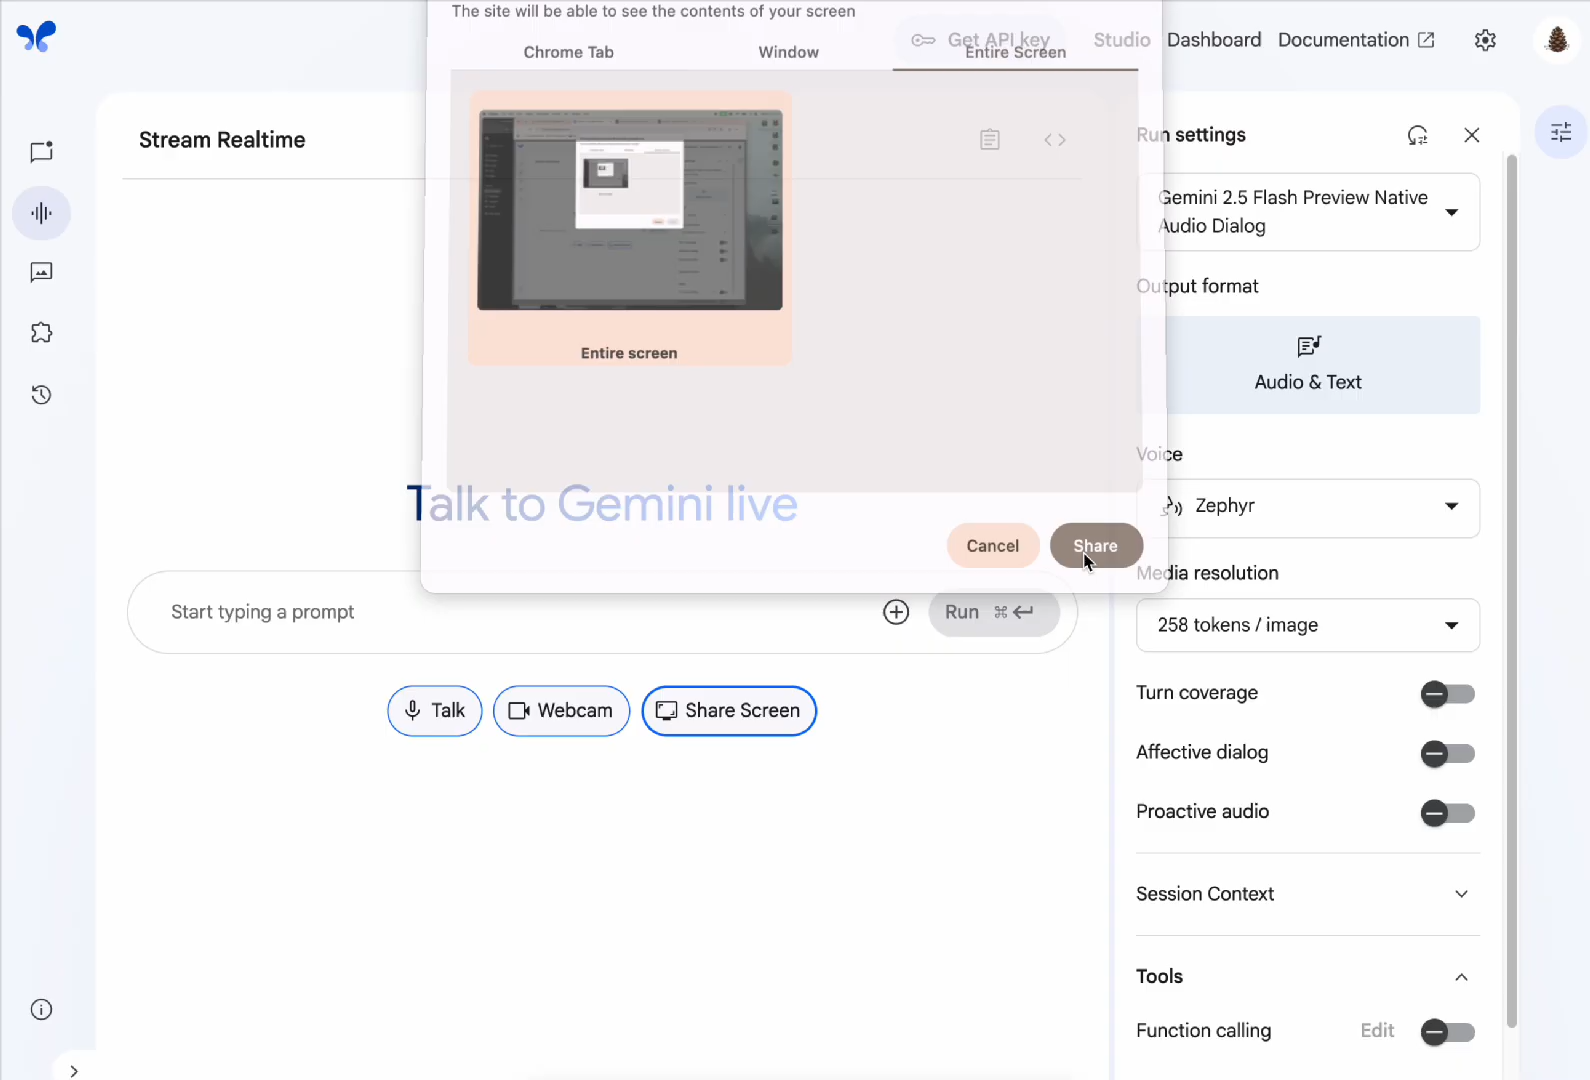 The site will be able to see the contents of your screen
Chrome Tab
Window
Entire Screen
Get API key
Studio
Dashboard
Documentation
Stream Realtime
Entire screen
Talk to Gemini live
Cancel
Share
Start typing a prompt
Run ⌘
Talk
Webcam
Share Screen
Run settings
Gemini 2.5 Flash Preview Native
Audio Dialog
Output format
Audio & Text
Voice
Zephyr
Media resolution
258 tokens / image
Turn coverage
Affective dialog
Proactive audio
Session Context
Tools
Function calling
Edit